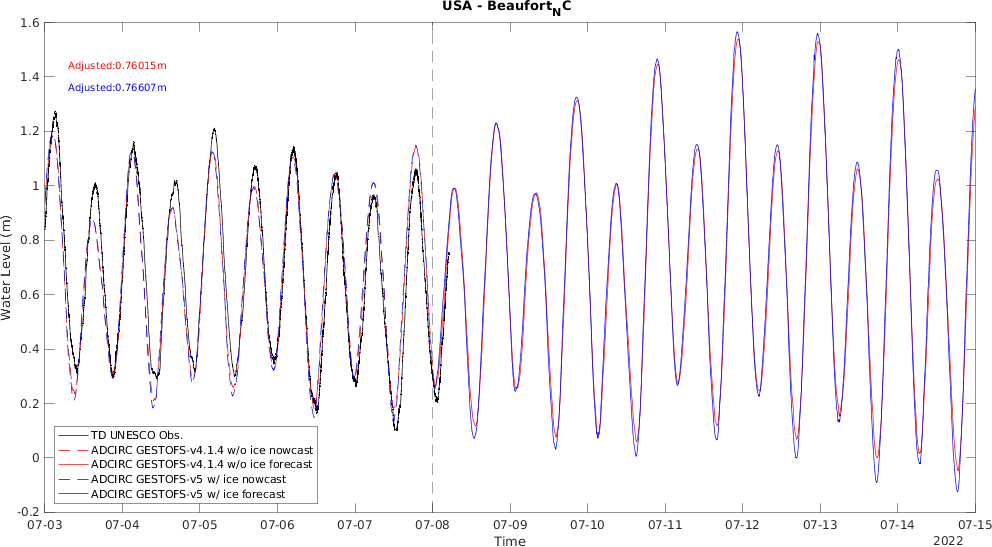 USA - Beaufort_NC
1.6
1.4
1.2
1
0.8
0.6
0.4
0.2
0
-0.2
Water Level (m)
Adjusted:0.76015m
Adjusted:0.76607m
TD UNESCO Obs.
ADCIRC GESTOFS-v4.1.4 w/o ice nowcast
ADCIRC GESTOFS-v4.1.4 w/o ice forecast
ADCIRC GESTOFS-v5 w/ ice nowcast
ADCIRC GESTOFS-v5 w/ ice forecast
07-03 07-04 07-05 07-06 07-07 07-08 07-09 07-10 07-11 07-12 07-13 07-14 07-15
Time
2022